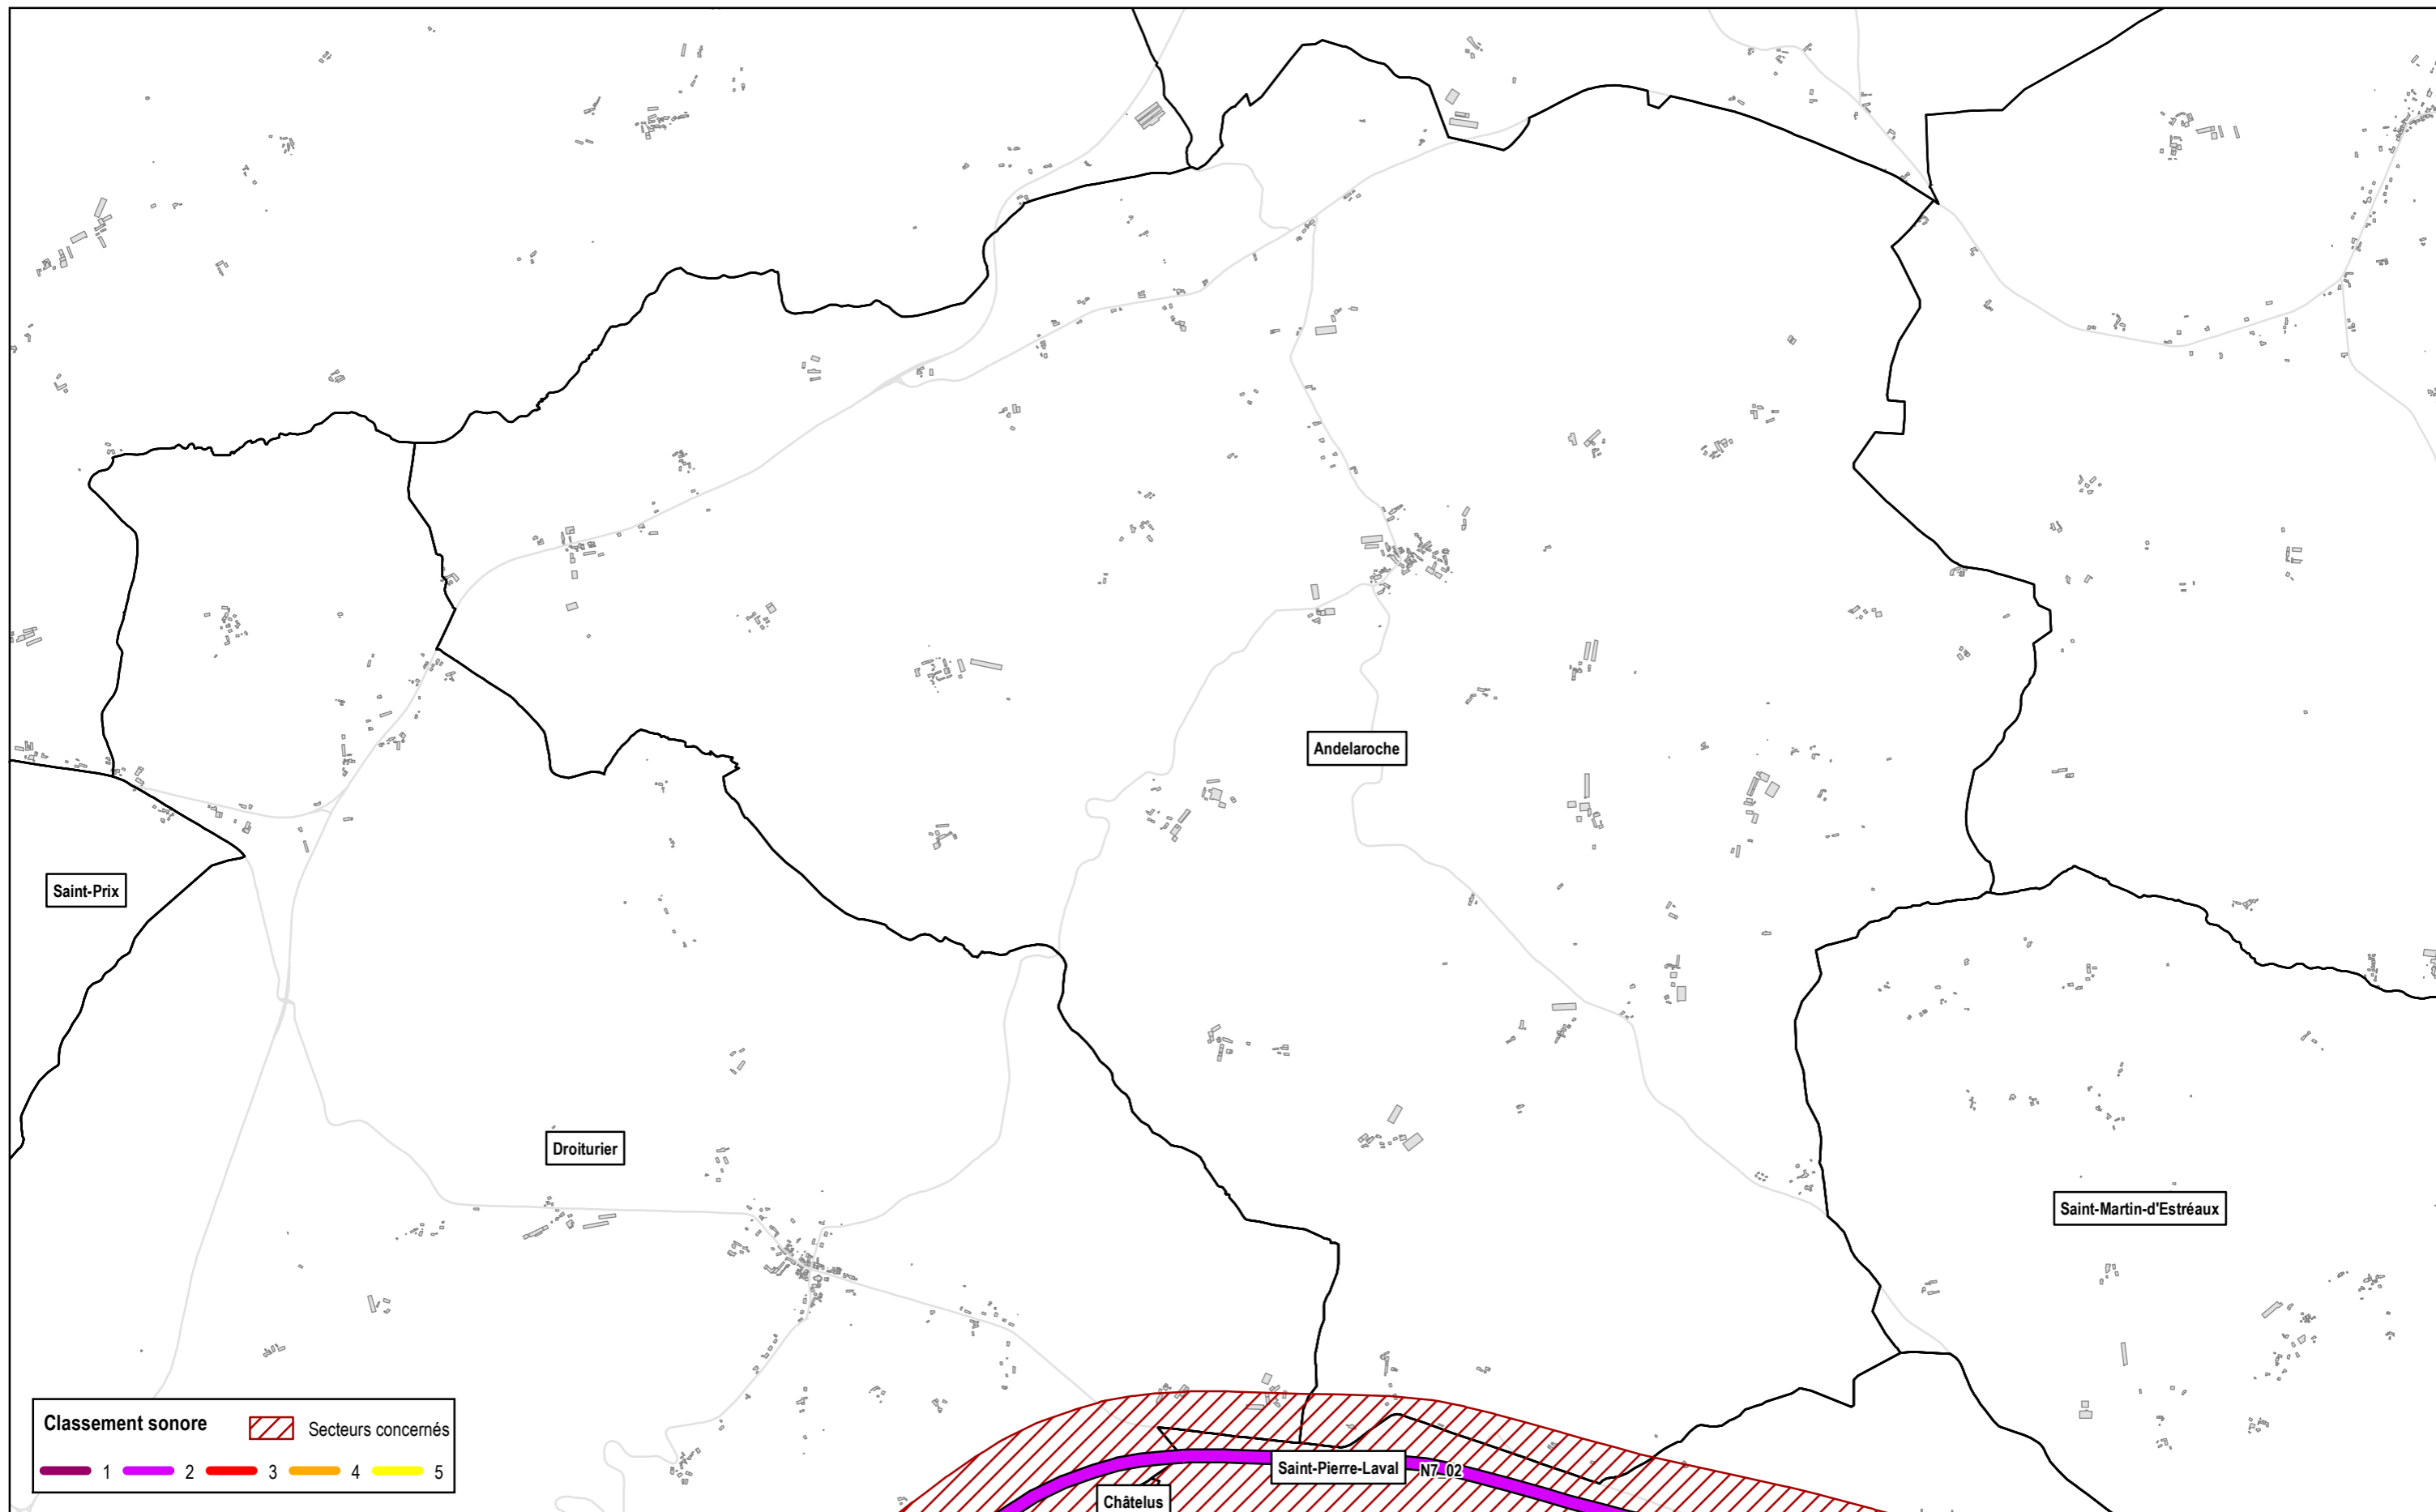 Andelaroche
Saint-Prix
Droiturier
Saint-Martin-d'Estréaux
Classement sonore
Secteurs concernés
1 2 3 4 5
Saint-Pierre-Laval
N7_02
Châtelus